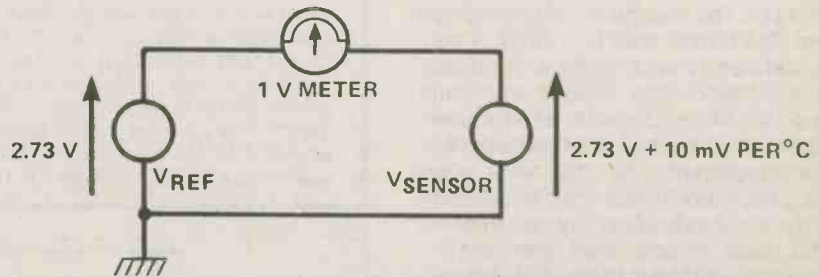 1 V METER
2.73 V
VREF
VSENSOR
2.73 V + 10 mV PER°C